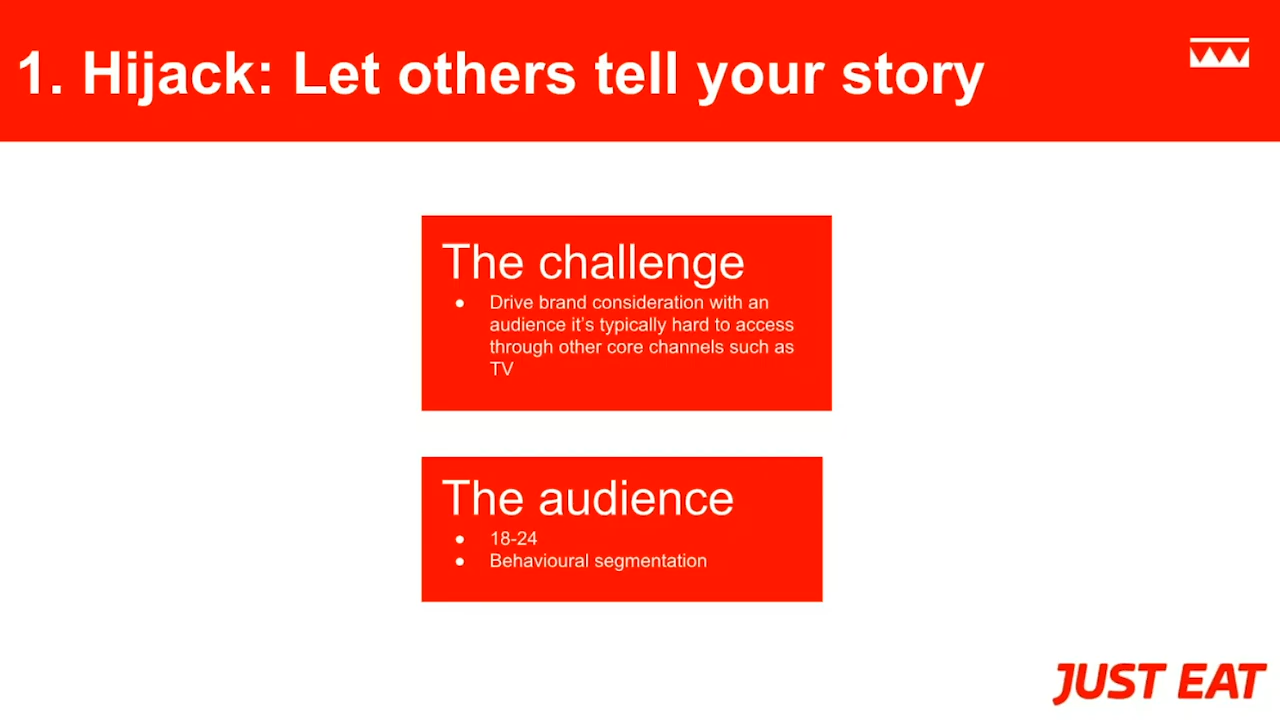 1. Hijack: Let others tell your story
The challenge
● Drive brand consideration with an
audience it’s typically hard to access
through other core channels such as
TV
The audience
● 18-24
● Behavioural segmentation
JUST EAT